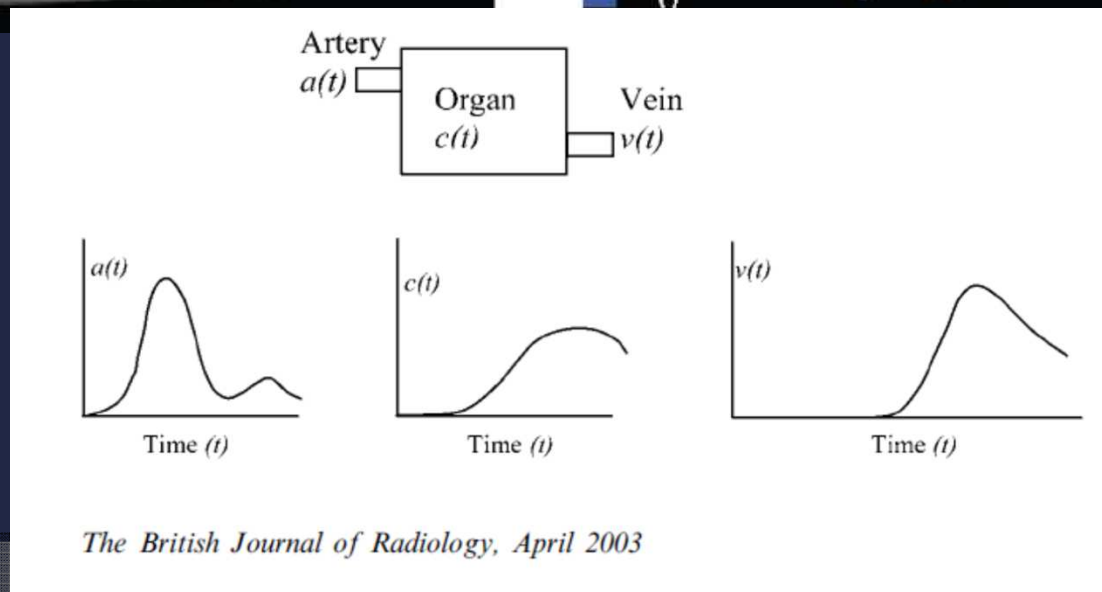 Artery
a(t)
Organ
c(t)
Vein
v(t)
a(t)
Time (t)
c(t)
Time (t)
v(t)
Time (t)
The British Journal of Radiology, April 2003